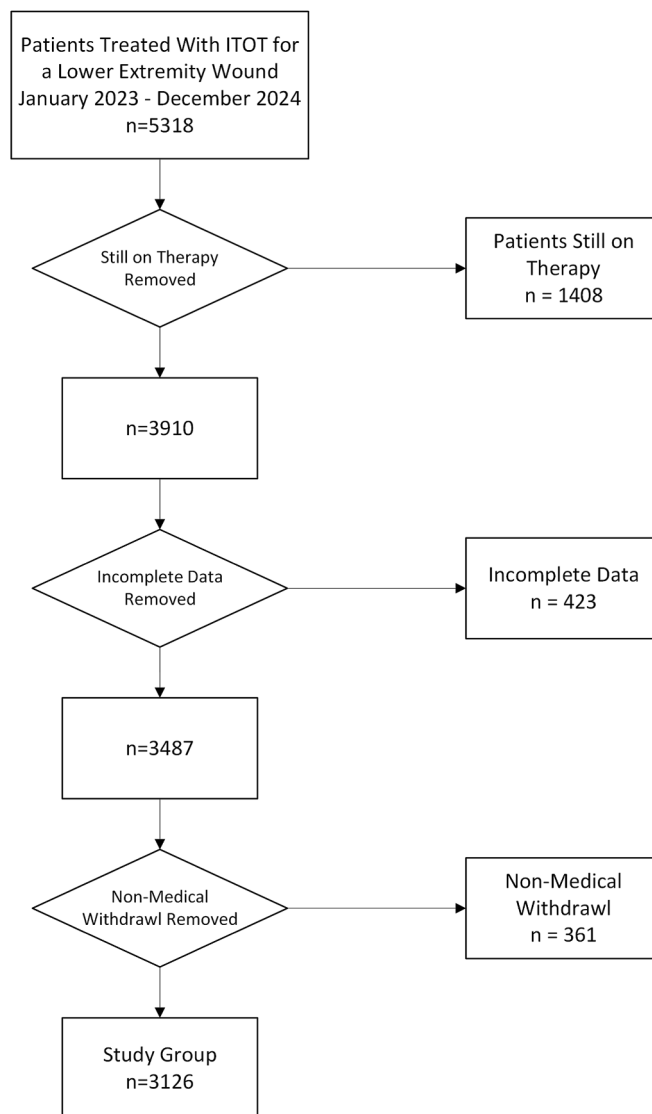 Patients Treated With ITOT for
a Lower Extremity Wound
January 2023 - December 2024
n=5318
Still on Therapy
Removed
Patients Still on
Therapy
n = 1408
n=3910
Incomplete Data
Removed
Incomplete Data
n = 423
n=3487
Non-Medical
Withdrawl Removed
Non-Medical
Withdrawl
n = 361
Study Group
n=3126